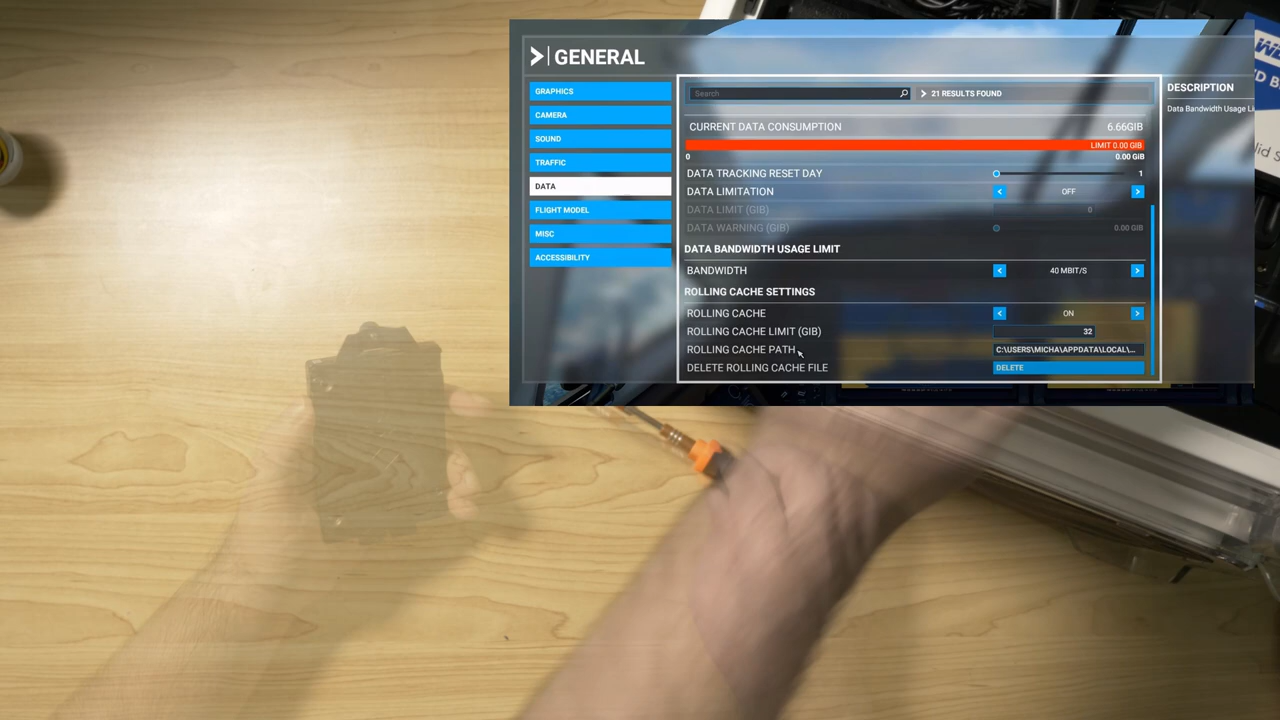 GENERAL
GRAPHICS
CAMERA
SOUND
TRAFFIC
DATA
FLIGHT MODEL
MISC
ACCESSIBILITY
Search
21 RESULTS FOUND
CURRENT DATA CONSUMPTION 6.66GIB
LIMIT 0.00 GIB
0 0.00 GIB
DATA TRACKING RESET DAY 1
DATA LIMITATION OFF
DATA LIMIT (GIB) 0
DATA WARNING (GIB) 0.00 GIB
DATA BANDWIDTH USAGE LIMIT
BANDWIDTH 40 MBIT/S
ROLLING CACHE SETTINGS
ROLLING CACHE ON
ROLLING CACHE LIMIT (GIB) 32
ROLLING CACHE PATH C:\USERS\MICHA\APPDATA\LOCAL\...
DELETE ROLLING CACHE FILE DELETE
DESCRIPTION
Data Bandwidth Usage Li